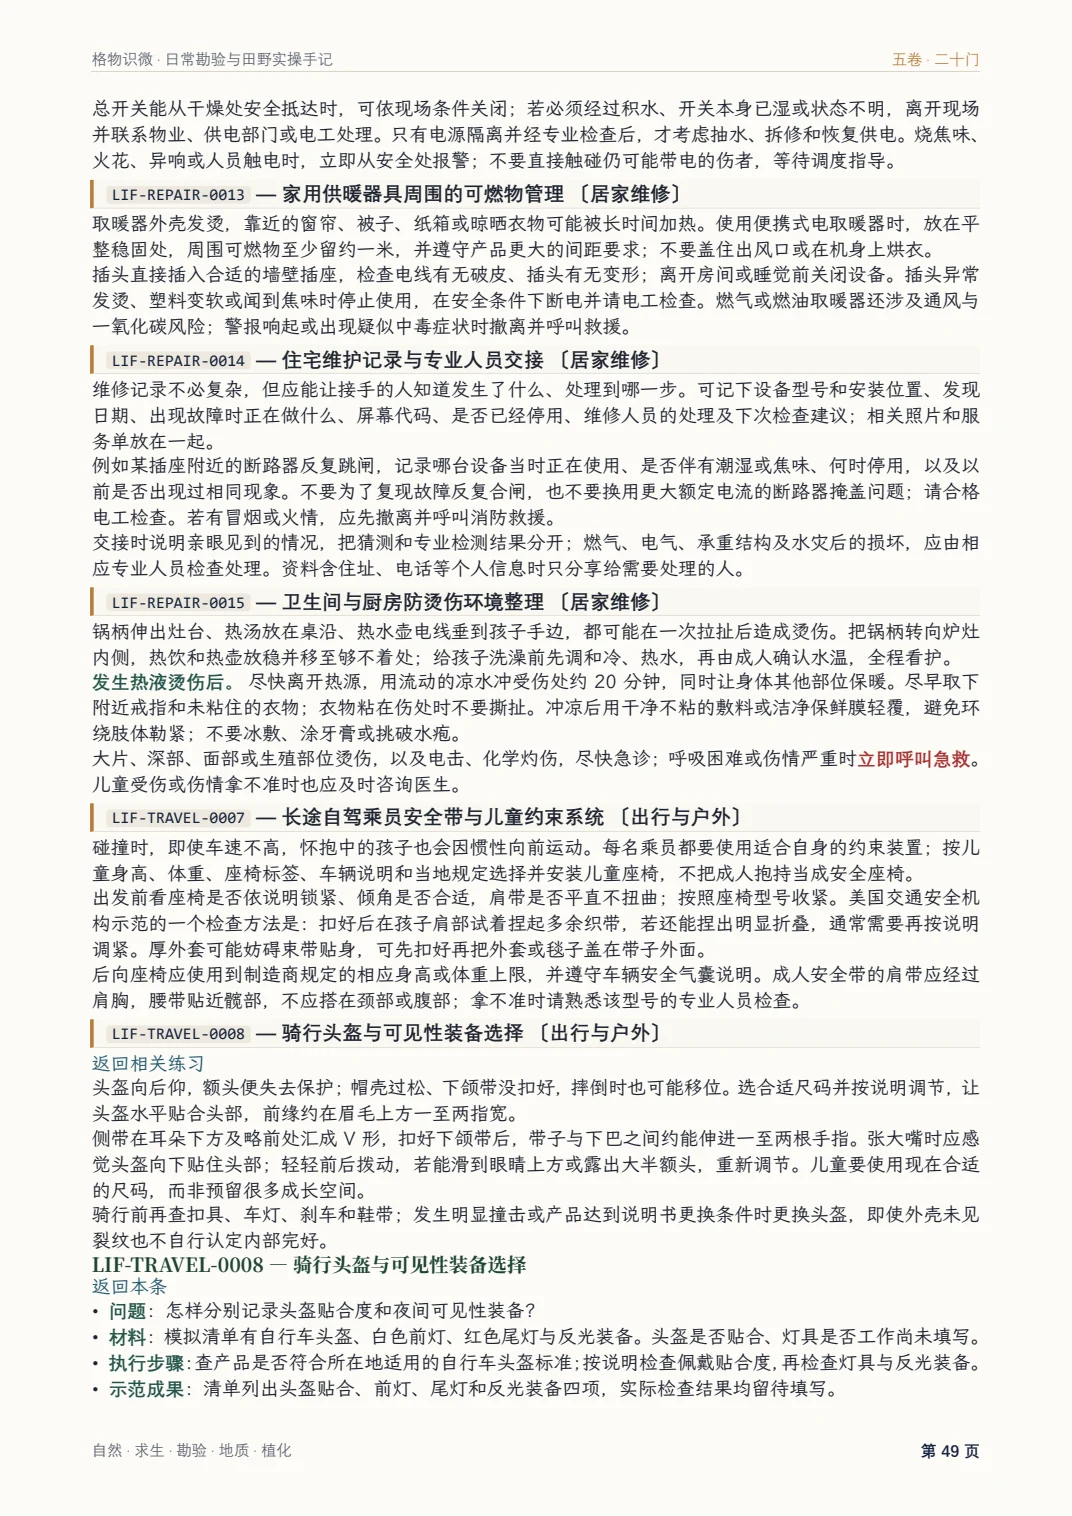 格物识微 · 日常勘验与田野实操手记
五卷 · 二十门
总开关能从干燥处安全抵达时，可依现场条件关闭；若必须经过积水、开关本身已湿或状态不明，离开现场
并联系物业、供电部门或电工处理。只有电源隔离并经专业检查后，才考虑抽水、拆修和恢复供电。烧焦味、
火花、异响或人员触电时，立即从安全处报警；不要直接触碰仍可能带电的伤者，等待调度指导。
LIF-REPAIR-0013 — 家用供暖器具周围的可燃物管理 〔居家维修〕
取暖器外壳发烫，靠近的窗帘、被子、纸箱或晾晒衣物可能被长时间加热。使用便携式电取暖器时，放在平
整稳固处，周围可燃物至少留约一米，并遵守产品更大的间距要求；不要盖住出风口或在机身上烘衣。
插头直接插入合适的墙壁插座，检查电线有无破皮、插头有无变形；离开房间或睡觉前关闭设备。插头异常
发烫、塑料变软或闻到焦味时停止使用，在安全条件下断电并请电工检查。燃气或燃油取暖器还涉及通风与
一氧化碳风险；警报响起或出现疑似中毒症状时撤离并呼叫救援。
LIF-REPAIR-0014 — 住宅维护记录与专业人员交接 〔居家维修〕
维修记录不必复杂，但应能让接手的人知道发生了什么、处理到哪一步。可记下设备型号和安装位置、发现
日期、出现故障时正在做什么、屏幕代码、是否已经停用、维修人员的处理及下次检查建议；相关照片和服
务单放在一起。
例如某插座附近的断路器反复跳闸，记录哪台设备当时正在使用、是否伴有潮湿或焦味、何时停用，以及以
前是否出现过相同现象。不要为了复现故障反复合闸，也不要换用更大额定电流的断路器掩盖问题；请合格
电工检查。若有冒烟或火情，应先撤离并呼叫消防救援。
交接时说明亲眼见到的情况，把猜测和专业检测结果分开；燃气、电气、承重结构及水灾后的损坏，应由相
应专业人员检查处理。资料含住址、电话等个人信息时只分享给需要处理的人。
LIF-REPAIR-0015 — 卫生间与厨房防烫伤环境整理 〔居家维修〕
锅柄伸出灶台、热汤放在桌沿、热水壶电线垂到孩子手边，都可能在一次拉扯后造成烫伤。把锅柄转向炉灶
内侧，热饮和热壶放稳并移至够不着处；给孩子洗澡前先调和冷、热水，再由成人确认水温，全程看护。
发生热液烫伤后。 尽快离开热源，用流动的凉水冲受伤处约 20 分钟，同时让身体其他部位保暖。尽早取下
附近戒指和未粘住的衣物；衣物粘在伤处时不要撕扯。冲凉后用干净不粘的敷料或洁净保鲜膜轻覆，避免环
绕肢体勒紧；不要冰敷、涂牙膏或挑破水疱。
大片、深部、面部或生殖部位烫伤，以及电击、化学灼伤，尽快急诊；呼吸困难或伤情严重时立即呼叫急救。
儿童受伤或伤情拿不准时也应及时咨询医生。
LIF-TRAVEL-0007 — 长途自驾乘员安全带与儿童约束系统 〔出行与户外〕
碰撞时，即使车速不高，怀抱中的孩子也会因惯性向前运动。每名乘员都要使用适合自身的约束装置；按儿
童身高、体重、座椅标签、车辆说明和当地规定选择并安装儿童座椅，不把成人抱持当成安全座椅。
出发前看座椅是否依说明锁紧、倾角是否合适，肩带是否平直不扭曲；按照座椅型号收紧。美国交通安全机
构示范的一个检查方法是：扣好后在孩子肩部试着捏起多余织带，若还能捏出明显折叠，通常需要再按说明
调紧。厚外套可能妨碍束带贴身，可先扣好再把外套或毯子盖在带子外面。
后向座椅应使用到制造商规定的相应身高或体重上限，并遵守车辆安全气囊说明。成人安全带的肩带应经过
肩胸，腰带贴近髋部，不应搭在颈部或腹部；拿不准时请熟悉该型号的专业人员检查。
LIF-TRAVEL-0008 — 骑行头盔与可见性装备选择 〔出行与户外〕
返回相关练习
头盔向后仰，额头便失去保护；帽壳过松、下颌带没扣好，摔倒时也可能移位。选合适尺码并按说明调节，让
头盔水平贴合头部，前缘约在眉毛上方一至两指宽。
侧带在耳朵下方及略前处汇成 V 形，扣好下颌带后，带子与下巴之间约能伸进一至两根手指。张大嘴时应感
觉头盔向下贴住头部；轻轻前后拨动，若能滑到眼睛上方或露出大半额头，重新调节。儿童要使用现在合适
的尺码，而非预留很多成长空间。
骑行前再查扣具、车灯、刹车和鞋带；发生明显撞击或产品达到说明书更换条件时更换头盔，即使外壳未见
裂纹也不自行认定内部完好。
LIF-TRAVEL-0008 — 骑行头盔与可见性装备选择
返回本条
• 问题：怎样分别记录头盔贴合度和夜间可见性装备？
• 材料：模拟清单有自行车头盔、白色前灯、红色尾灯与反光装备。头盔是否贴合、灯具是否工作尚未填写。
• 执行步骤：查产品是否符合所在地适用的自行车头盔标准；按说明检查佩戴贴合度，再检查灯具与反光装备。
• 示范成果：清单列出头盔贴合、前灯、尾灯和反光装备四项，实际检查结果均留待填写。
自然 · 求生 · 勘验 · 地质 · 植化
第 49 页